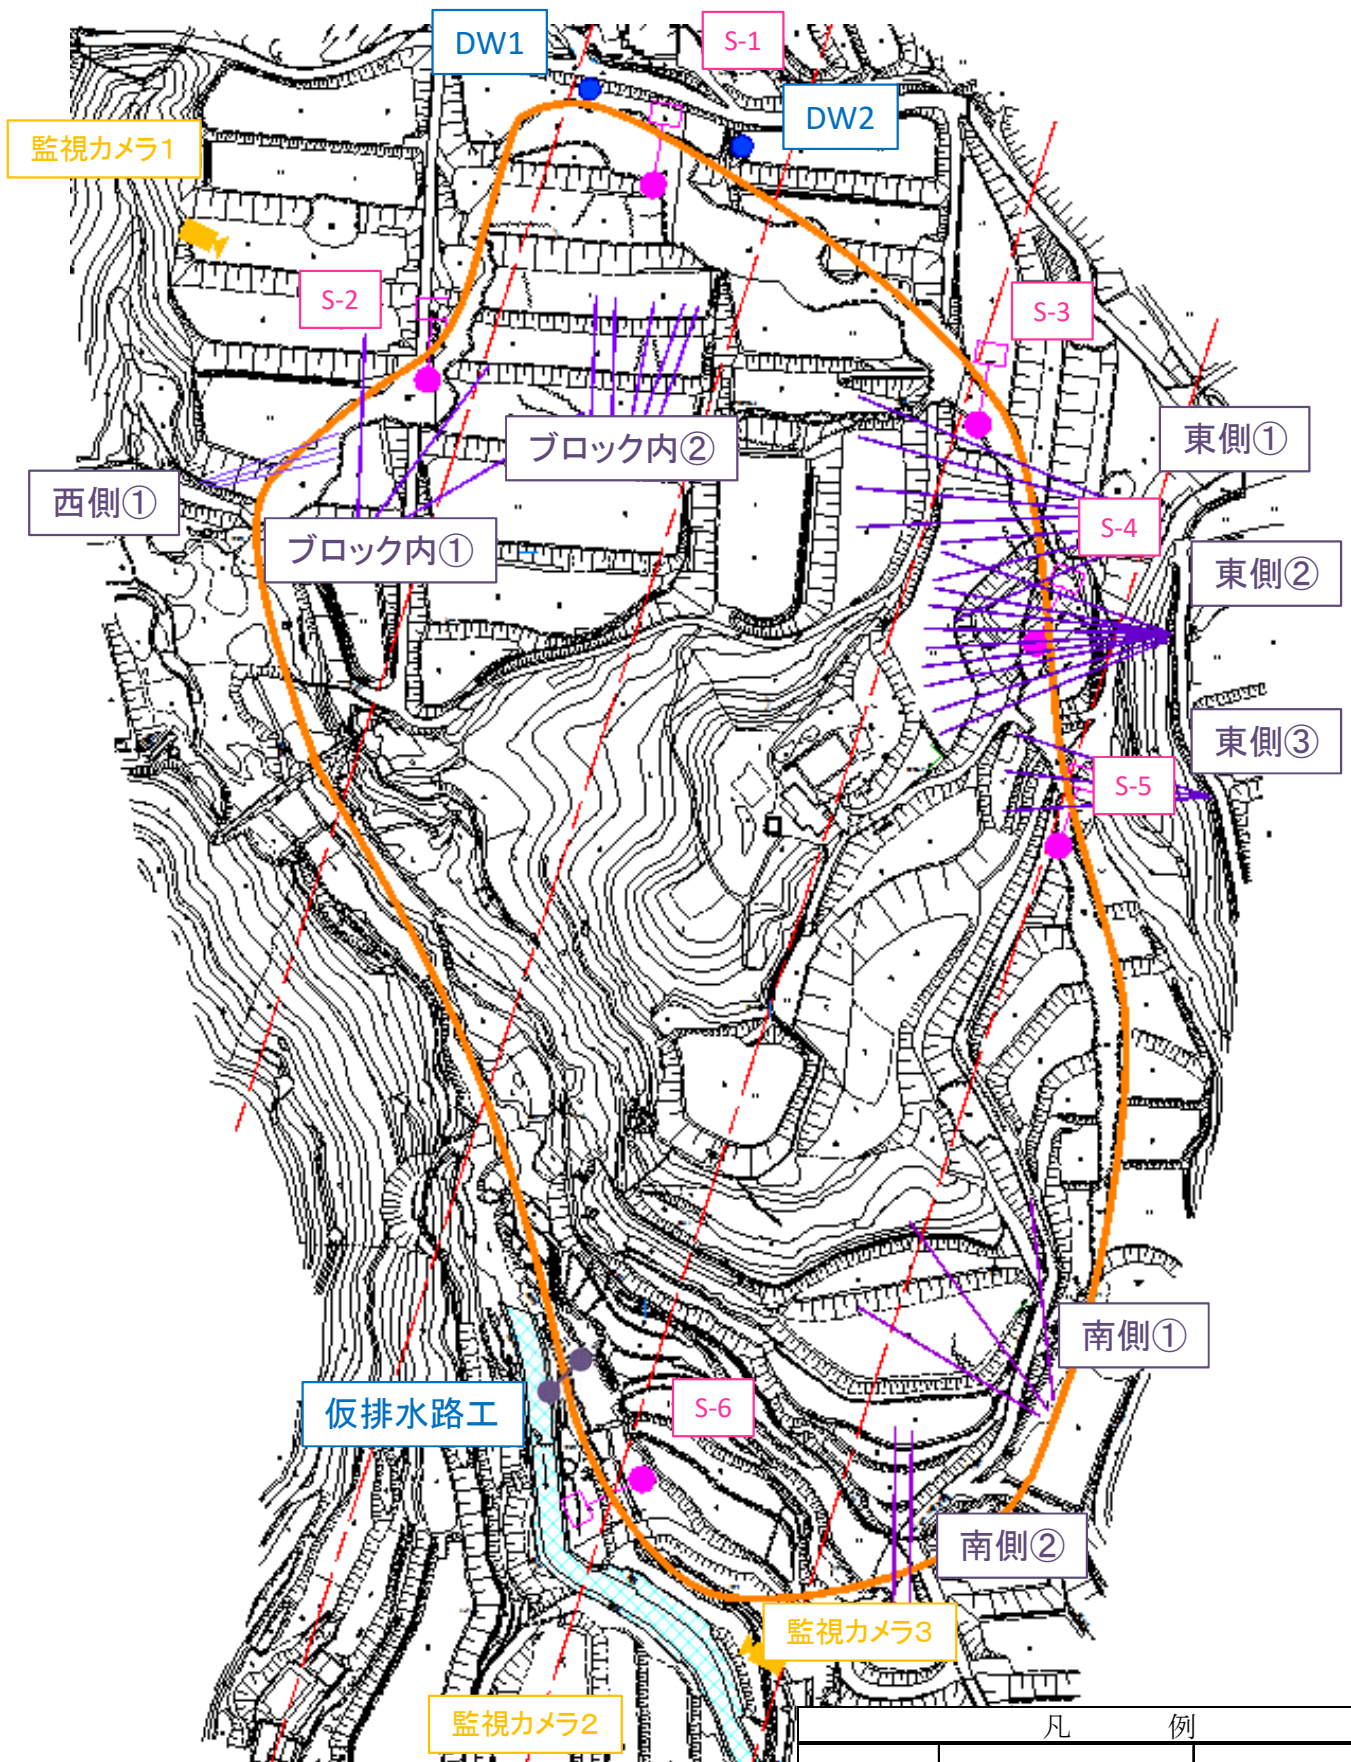 DW1
S-1
DW2
監視カメラ1
S-2
S-3
東側①
ブロック内②
西側①
S-4
ブロック内①
東側②
東側③
S-5
南側①
仮排水路工
S-6
南側②
監視カメラ3
監視カメラ2
凡 例